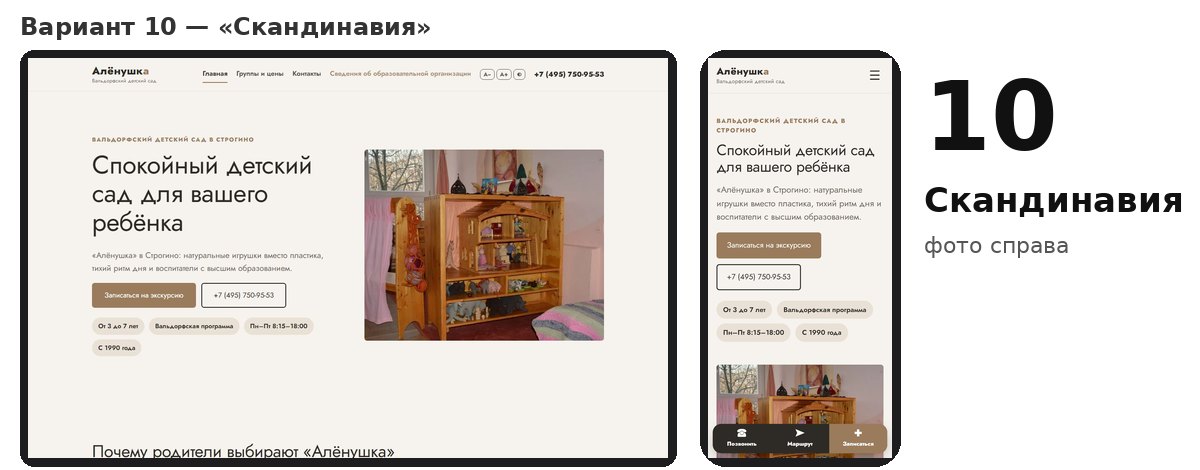 Вариант 10 — «Скандинавия»
Алёнушка
Вальдорфский детский сад
Главная Группы и цены Контакты Сведения об образовательной организации A− A+ +7 (495) 750-95-53
ВАЛЬДОРФСКИЙ ДЕТСКИЙ САД В СТРОГИНО
Спокойный детский
сад для вашего
ребёнка
«Алёнушка» в Строгино: натуральные игрушки вместо пластика,
тихий ритм дня и воспитатели с высшим образованием.
Записаться на экскурсию +7 (495) 750-95-53
От 3 до 7 лет Вальдорфская программа Пн–Пт 8:15–18:00
С 1990 года
Почему родители выбирают «Алёнушка»
Алёнушка
Вальдорфский детский сад
ВАЛЬДОРФСКИЙ ДЕТСКИЙ САД В
СТРОГИНО
Спокойный детский сад
для вашего ребёнка
«Алёнушка» в Строгино: натуральные
игрушки вместо пластика, тихий ритм дня и
воспитатели с высшим образованием.
Записаться на экскурсию
+7 (495) 750-95-53
От 3 до 7 лет Вальдорфская программа
Пн–Пт 8:15–18:00 С 1990 года
Позвонить Маршрут Записаться
10
Скандинавия
фото справа